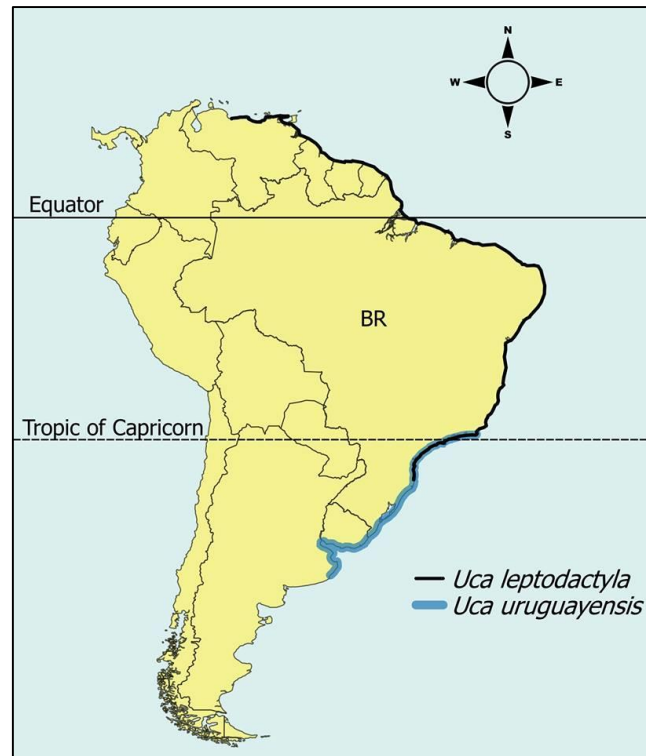 N
W E
S
Equator
BR
Tropic of Capricorn
Uca leptodactyla
Uca uruguayensis